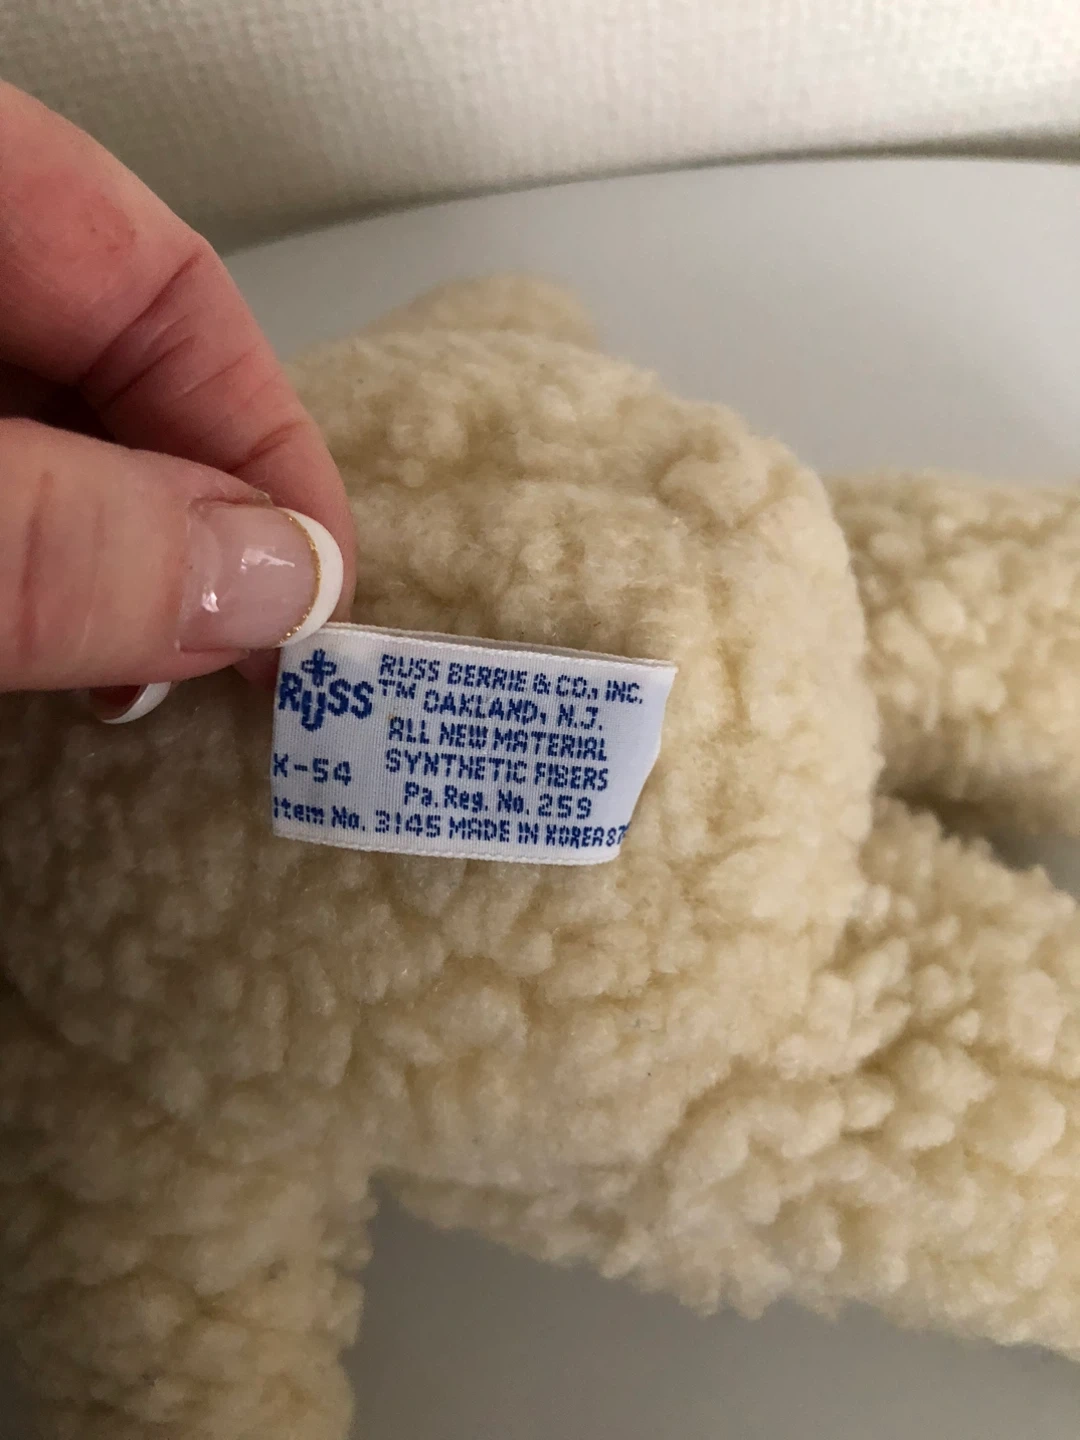 RUSS
RUSS BERRIE & CO., INC.
TM OAKLAND, N.J.
ALL NEW MATERIAL
K-54 SYNTHETIC FIBERS
Pa. Reg. No. 259
Item No. 3145 MADE IN KOREA